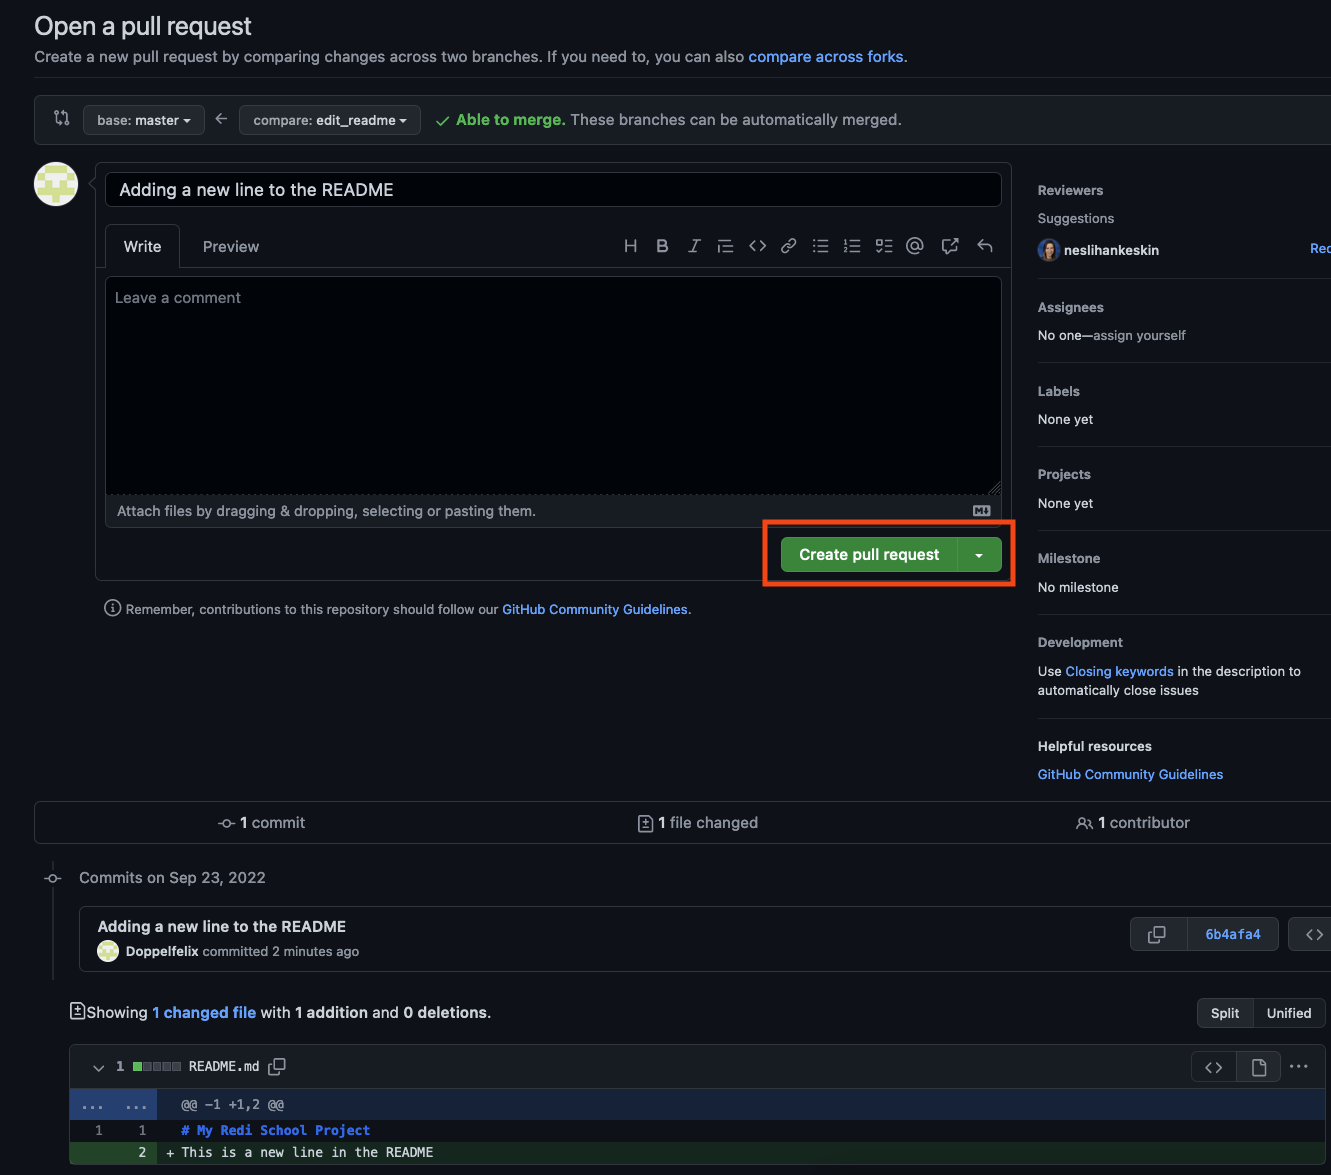 Open a pull request
Create a new pull request by comparing changes across two branches. If you need to, you can also compare across forks.
base: master
compare: edit_readme
Able to merge. These branches can be automatically merged.
Adding a new line to the README
Write
Preview
Leave a comment
Attach files by dragging & dropping, selecting or pasting them.
Create pull request
Remember, contributions to this repository should follow our GitHub Community Guidelines.
Reviewers
Suggestions
neslihankeskin
Rec
Assignees
No one—assign yourself
Labels
None yet
Projects
None yet
Milestone
No milestone
Development
Use Closing keywords in the description to
automatically close issues
Helpful resources
GitHub Community Guidelines
1 commit
1 file changed
1 contributor
Commits on Sep 23, 2022
Adding a new line to the README
Doppelfelix committed 2 minutes ago
6b4afa4
Showing 1 changed file with 1 addition and 0 deletions.
Split
Unified
1 README.md
... ... @@ -1 +1,2 @@
1 1 # My Redi School Project
2 + This is a new line in the README